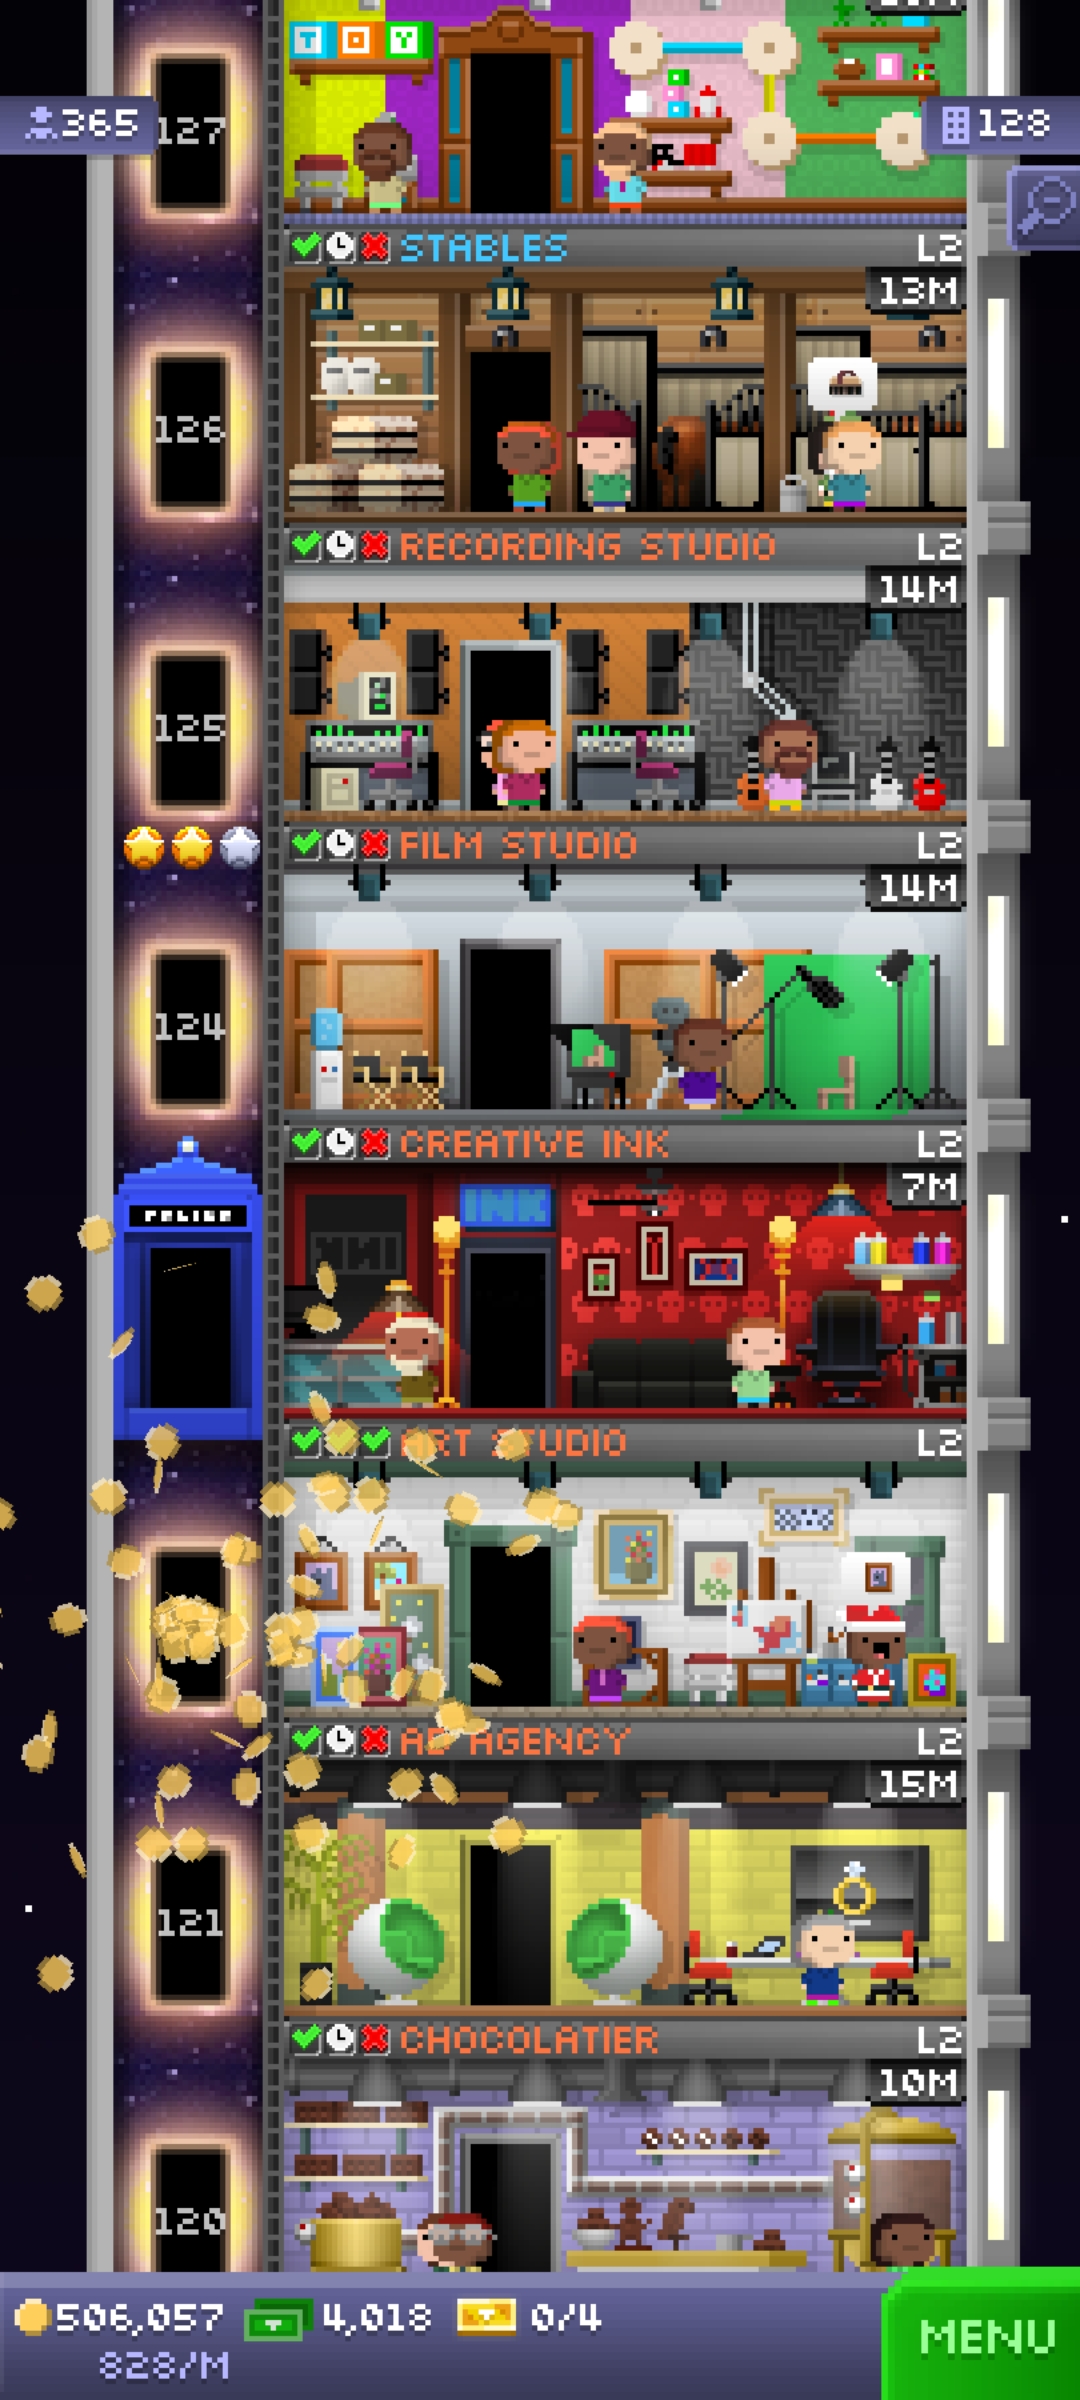 TOY
127
365
128
STABLES L2
13M
126
RECORDING STUDIO L2
14M
125
FILM STUDIO L2
14M
124
CREATIVE INK L2
7M
POLICE
INK
ART STUDIO L2
AD AGENCY L2
15M
121
CHOCOLATIER L2
10M
120
506,057 4,018 0/4
828/M
MENU